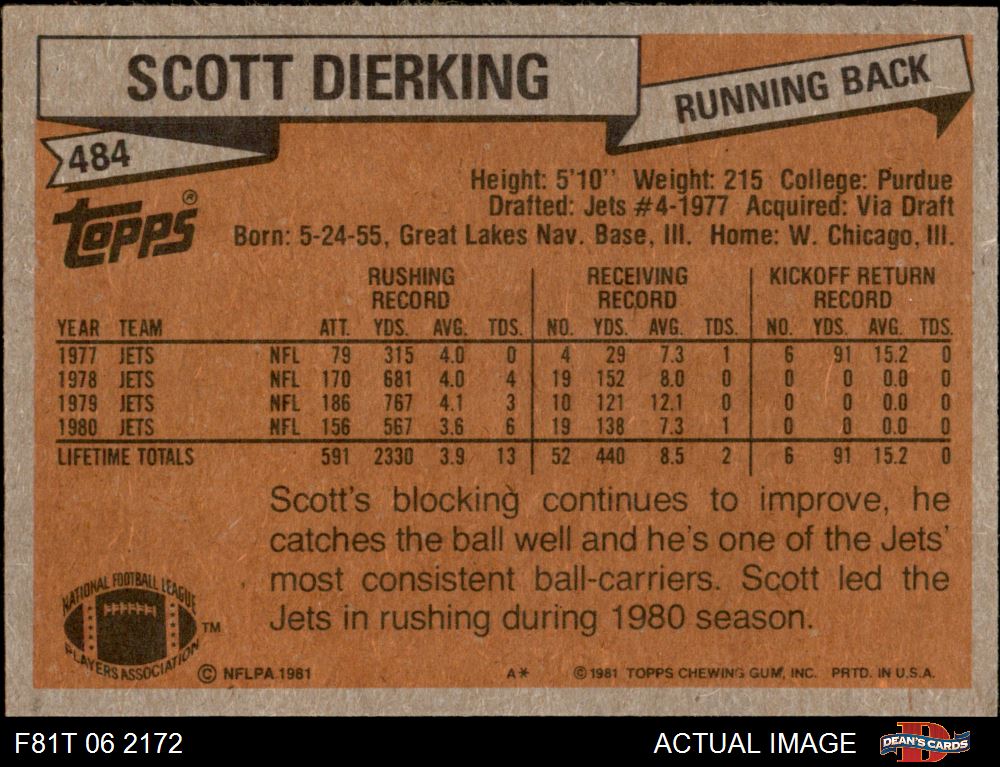 SCOTT DIERKING
RUNNING BACK
484
TOPPS®
Height: 5'10'' Weight: 215 College: Purdue
Drafted: Jets #4-1977 Acquired: Via Draft
Born: 5-24-55, Great Lakes Nav. Base, Ill. Home: W. Chicago, Ill.
RUSHING RECORD RECEIVING RECORD KICKOFF RETURN RECORD
YEAR TEAM ATT. YDS. AVG. TDS. NO. YDS. AVG. TDS. NO. YDS. AVG. TDS.
1977 JETS NFL 79 315 4.0 0 4 29 7.3 1 6 91 15.2 0
1978 JETS NFL 170 681 4.0 4 19 152 8.0 0 0 0 0.0 0
1979 JETS NFL 186 767 4.1 3 10 121 12.1 0 0 0 0.0 0
1980 JETS NFL 156 567 3.6 6 19 138 7.3 1 0 0 0.0 0
LIFETIME TOTALS 591 2330 3.9 13 52 440 8.5 2 6 91 15.2 0
Scott's blocking continues to improve, he
catches the ball well and he's one of the Jets'
most consistent ball-carriers. Scott led the
Jets in rushing during 1980 season.
NATIONAL FOOTBALL LEAGUE
PLAYERS ASSOCIATION TM
© NFLPA 1981 A* © 1981 TOPPS CHEWING GUM, INC. PRTD. IN U.S.A.
F81T 06 2172 ACTUAL IMAGE D DEAN'S CARDS